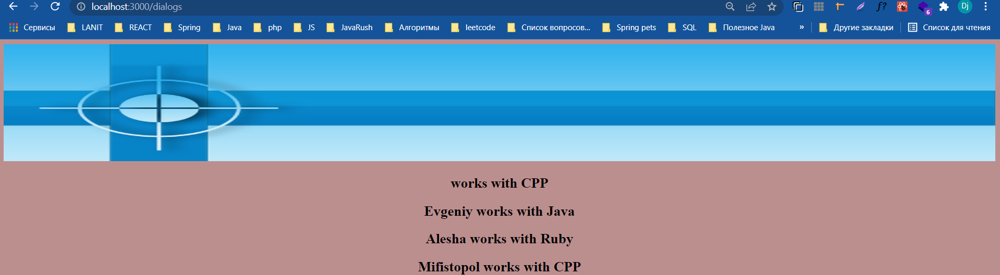 localhost:3000/dialogs
Dj
6
Сервисы LANIT REACT Spring Java php JS JavaRush Алгоритмы leetcode Список вопросов... Spring pets SQL Полезное Java » Другие закладки Список для чтения
works with CPP
Evgeniy works with Java
Alesha works with Ruby
Mifistopol works with CPP